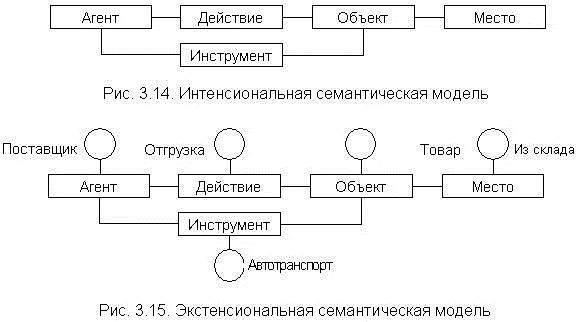 Агент Действие Объект Место
Инструмент
Рис. 3.14. Интенсиональная семантическая модель
Поставщик Отгрузка Товар Из склада
Агент Действие Объект Место
Инструмент
Автотранспорт
Рис. 3.15. Экстенсиональная семантическая модель